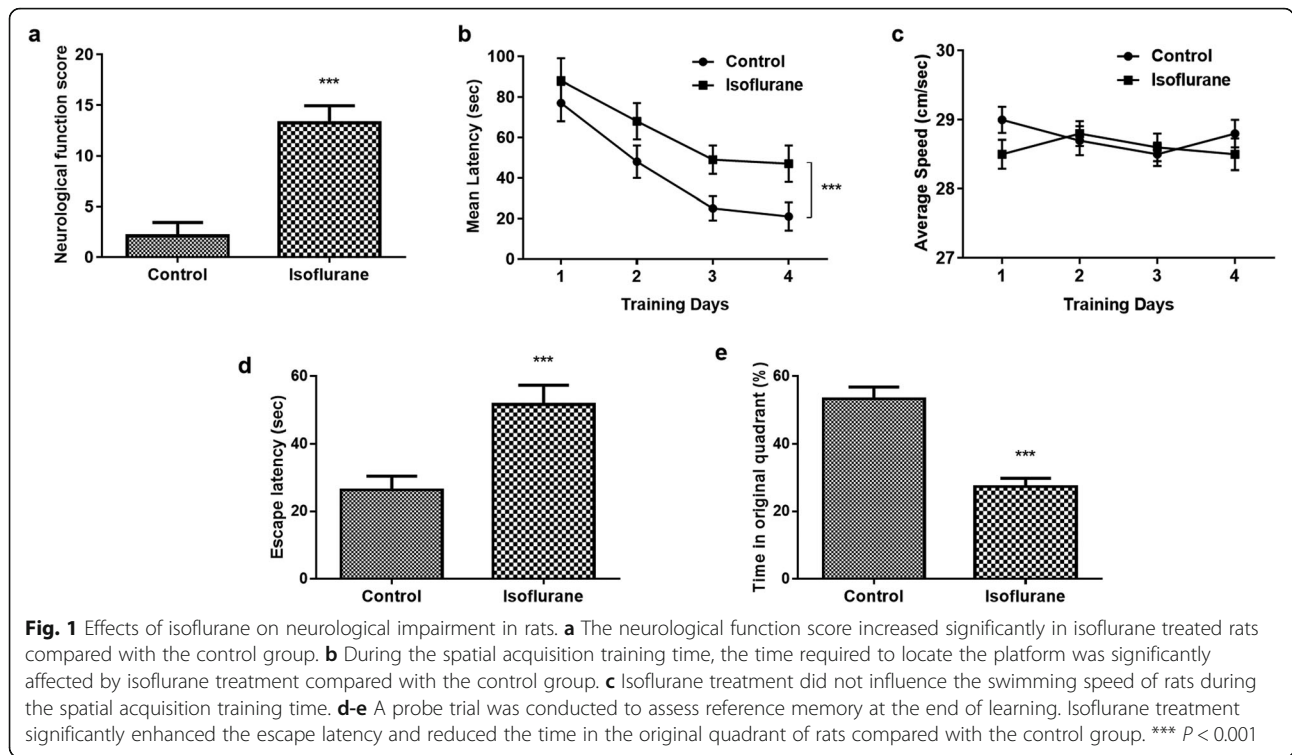 a
Neurological function score
20
15
10
5
0
***
Control
Isoflurane
b
Mean Latency (sec)
100
80
60
40
20
0
Control
Isoflurane
***
1
2
3
4
Training Days
c
Average Speed (cm/sec)
30
29
28
27
Control
Isoflurane
1
2
3
4
Training Days
d
Escape latency (sec)
60
40
20
0
***
Control
Isoflurane
e
Time in original quadrant (%)
60
40
20
0
***
Control
Isoflurane
Fig. 1 Effects of isoflurane on neurological impairment in rats. a The neurological function score increased significantly in isoflurane treated rats
compared with the control group. b During the spatial acquisition training time, the time required to locate the platform was significantly
affected by isoflurane treatment compared with the control group. c Isoflurane treatment did not influence the swimming speed of rats during
the spatial acquisition training time. d-e A probe trial was conducted to assess reference memory at the end of learning. Isoflurane treatment
significantly enhanced the escape latency and reduced the time in the original quadrant of rats compared with the control group. *** P < 0.001